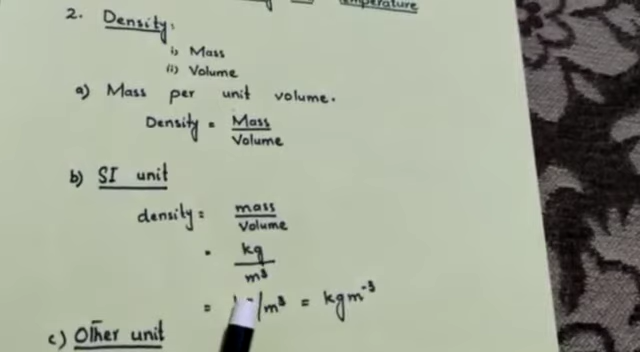 Temperature
2. Density:
i) Mass
ii) Volume
a) Mass per unit volume.
Density = Mass
Volume
b) SI unit
density = mass
Volume
= kg
m³
= /m³ = kgm⁻³
c) Other unit